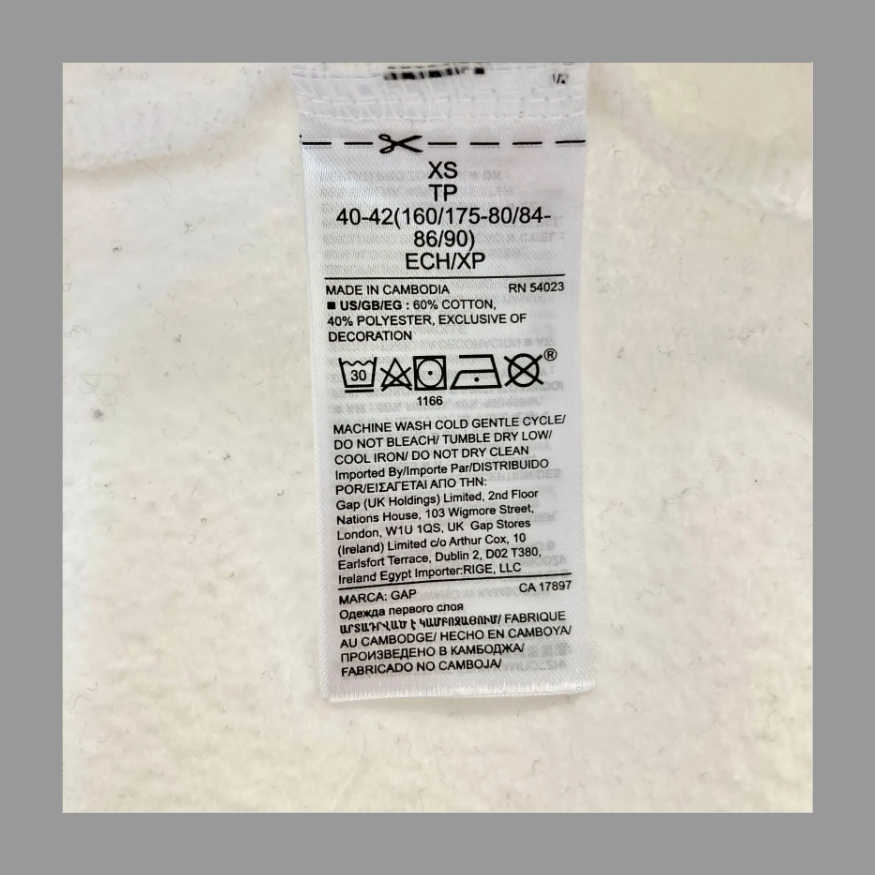 1/2
XS
TP
40-42(160/175-80/84-
86/90)
ECH/XP
MADE IN CAMBODIA RN 54023
■ US/GB/EG : 60% COTTON,
40% POLYESTER, EXCLUSIVE OF
DECORATION
30 ®
1166
MACHINE WASH COLD GENTLE CYCLE/
DO NOT BLEACH/ TUMBLE DRY LOW/
COOL IRON/ DO NOT DRY CLEAN
Imported By/Importe Par/DISTRIBUIDO
POR/ΕΙΣΑΓΕΤΑΙ ΑΠΟ ΤΗΝ:
Gap (UK Holdings) Limited, 2nd Floor
Nations House, 103 Wigmore Street,
London, W1U 1QS, UK Gap Stores
(Ireland) Limited c/o Arthur Cox, 10
Earlsfort Terrace, Dublin 2, D02 T380,
Ireland Egypt Importer:RIGE, LLC
MARCA: GAP CA 17897
Одежда первого слоя
ԱՐՏԱԴՐՎԱԾ Է ԿԱՄԲՈՋԱՅՈՒՄ/ FABRIQUE
AU CAMBODGE/ HECHO EN CAMBOYA/
ПРОИЗВЕДЕНО В КАМБОДЖА/
FABRICADO NO CAMBOJA/